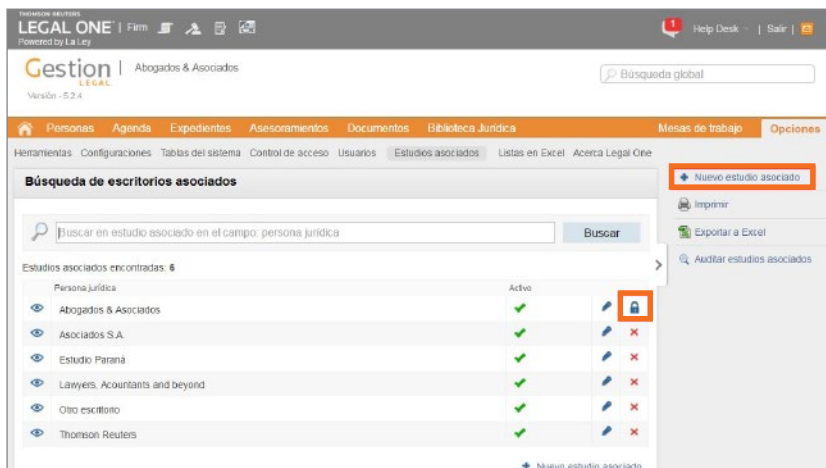 THOMSON REUTERS
LEGAL ONE | Firm
Powered by La Ley
1 Help Desk | Salir |
Gestion LEGAL | Abogados & Asociados
Versión - 5.2.4
Búsqueda global
Personas Agenda Expedientes Asesoramientos Documentos Biblioteca Jurídica Mesas de trabajo Opciones
Herramientas Configuraciones Tablas del sistema Control de acceso Usuarios Estudios asociados Listas en Excel Acerca Legal One
Búsqueda de escritorios asociados
Nuevo estudio asociado
Imprimir
Exportar a Excel
Auditar estudios asociados
Buscar en estudio asociado en el campo: persona jurídica Buscar
Estudios asociados encontradas: 6
Persona jurídica Activo
Abogados & Asociados
Asociados S.A.
Estudio Paraná
Lawyers, Acountants and beyond
Otro escritorio
Thomson Reuters
Nuevo estudio asociado